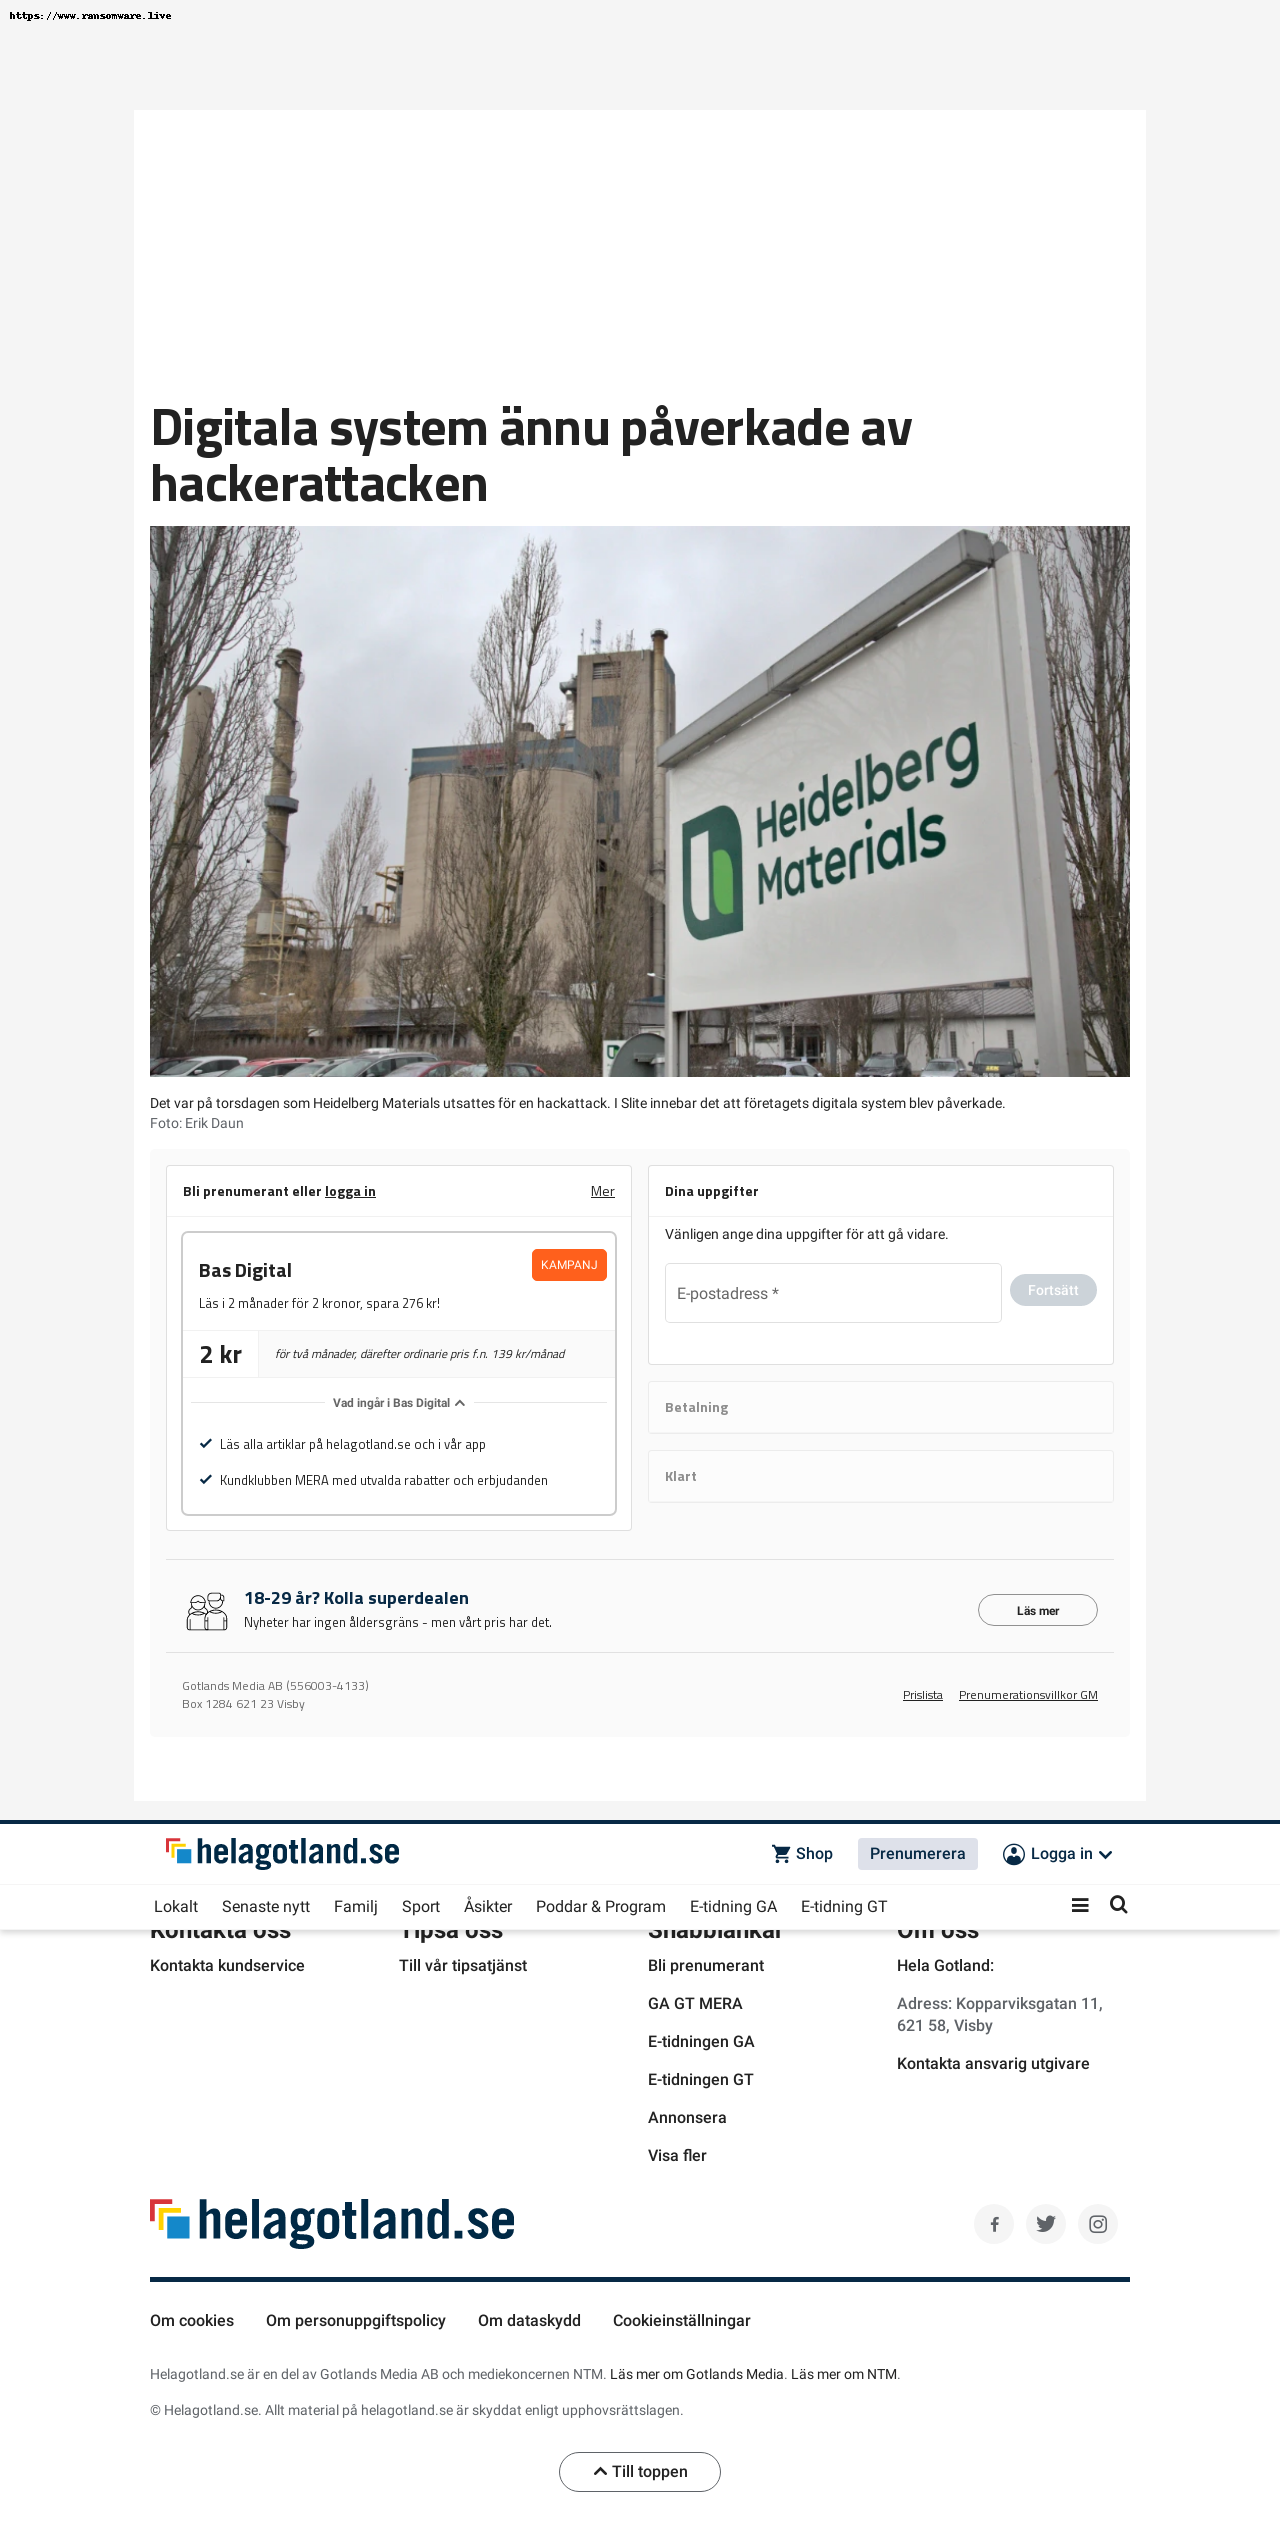 https://www.ransomware.live
Digitala system ännu påverkade av
hackerattacken
Heidelberg
Materials
Det var på torsdagen som Heidelberg Materials utsattes för en hackattack. I Slite innebar det att företagets digitala system blev påverkade.
Foto: Erik Daun
Bli prenumerant eller logga in
Mer
Bas Digital
KAMPANJ
Läs i 2 månader för 2 kronor, spara 276 kr!
2 kr
för två månader, därefter ordinarie pris f.n. 139 kr/månad
Vad ingår i Bas Digital
Läs alla artiklar på helagotland.se och i vår app
Kundklubben MERA med utvalda rabatter och erbjudanden
Dina uppgifter
Vänligen ange dina uppgifter för att gå vidare.
E-postadress *
Fortsätt
Betalning
Klart
18-29 år? Kolla superdealen
Nyheter har ingen åldersgräns - men vårt pris har det.
Läs mer
Gotlands Media AB (556003-4133)
Box 1284 621 23 Visby
Prislista
Prenumerationsvillkor GM
helagotland.se
Shop
Prenumerera
Logga in
Lokalt
Senaste nytt
Familj
Sport
Åsikter
Poddar & Program
E-tidning GA
E-tidning GT
Kontakta oss
Tipsa oss
Snabblänkar
Om oss
Kontakta kundservice
Till vår tipsatjänst
Bli prenumerant
GA GT MERA
E-tidningen GA
E-tidningen GT
Annonsera
Visa fler
Hela Gotland:
Adress: Kopparviksgatan 11,
621 58, Visby
Kontakta ansvarig utgivare
helagotland.se
Om cookies
Om personuppgiftspolicy
Om dataskydd
Cookieinställningar
Helagotland.se är en del av Gotlands Media AB och mediekoncernen NTM. Läs mer om Gotlands Media. Läs mer om NTM.
© Helagotland.se. Allt material på helagotland.se är skyddat enligt upphovsrättslagen.
Till toppen